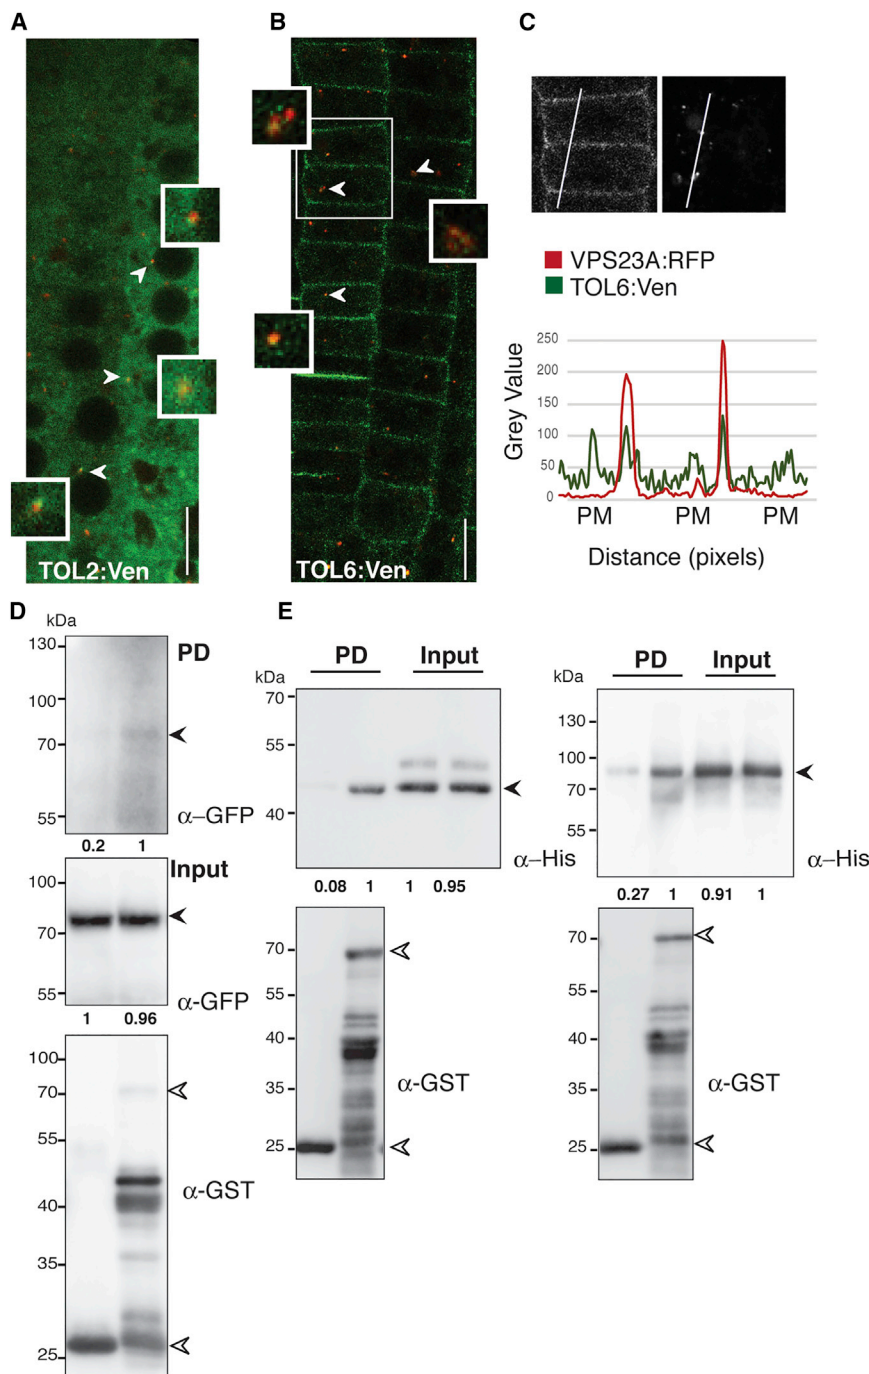 A
B
C
TOL2:Ven
TOL6:Ven
VPS23A:RFP
TOL6:Ven
Grey Value
250
200
150
100
50
0
PM PM PM
Distance (pixels)
D
kDa
130
100
70
55
PD
α–GFP
0.2 1
Input
100
70
55
α-GFP
1 0.96
100
70
55
40
35
25
α-GST
E
PD Input
kDa
70
55
40
α–His
0.08 1 1 0.95
70
55
40
35
25
α-GST
PD Input
kDa
130
100
70
55
α–His
0.27 1 0.91 1
70
55
40
35
25
α-GST